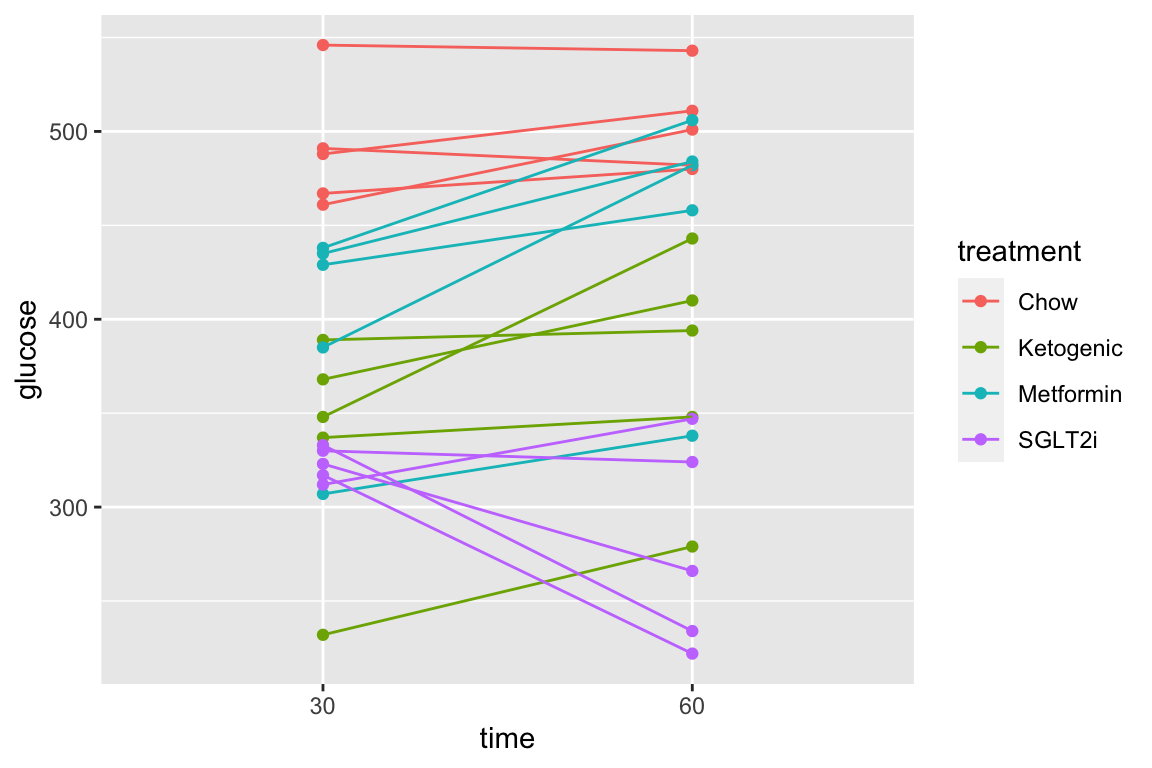 glucose
500
400
300
30
60
time
treatment
Chow
Ketogenic
Metformin
SGLT2i